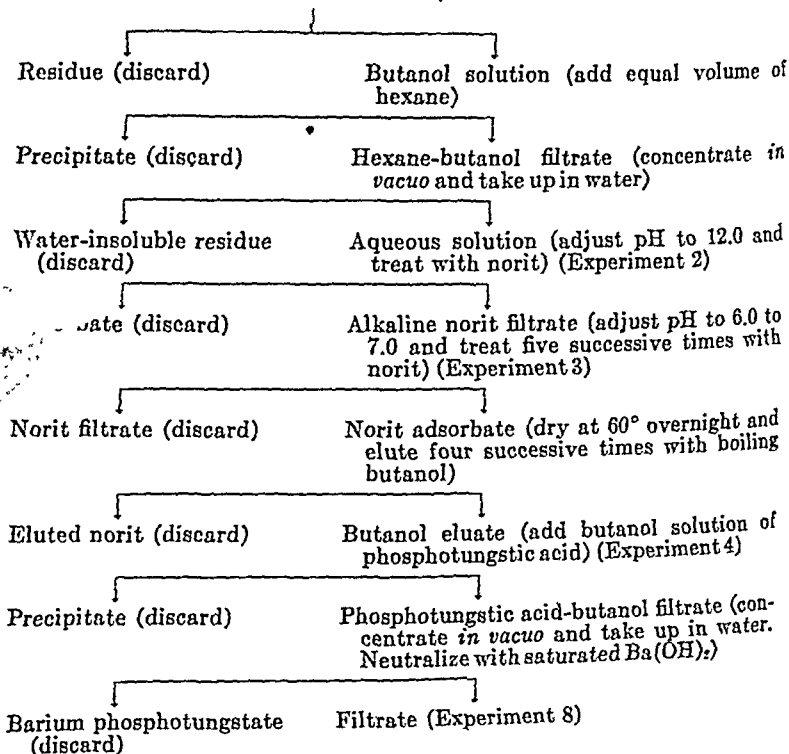 Residue (discard)
Butanol solution (add equal volume of
hexane)
Precipitate (discard)
Hexane-butanol filtrate (concentrate in
vacuo and take up in water)
Water-insoluble residue
(discard)
Aqueous solution (adjust pH to 12.0 and
treat with norit) (Experiment 2)
(discard)
Alkaline norit filtrate (adjust pH to 6.0 to
7.0 and treat five successive times with
norit) (Experiment 3)
Norit filtrate (discard)
Norit adsorbate (dry at 60° overnight and
elute four successive times with boiling
butanol)
Eluted norit (discard)
Butanol eluate (add butanol solution of
phosphotungstic acid) (Experiment 4)
Precipitate (discard)
Phosphotungstic acid-butanol filtrate (con-
centrate in vacuo and take up in water.
Neutralize with saturated Ba(OH)₂)
Barium phosphotungstate
(discard)
Filtrate (Experiment 8)